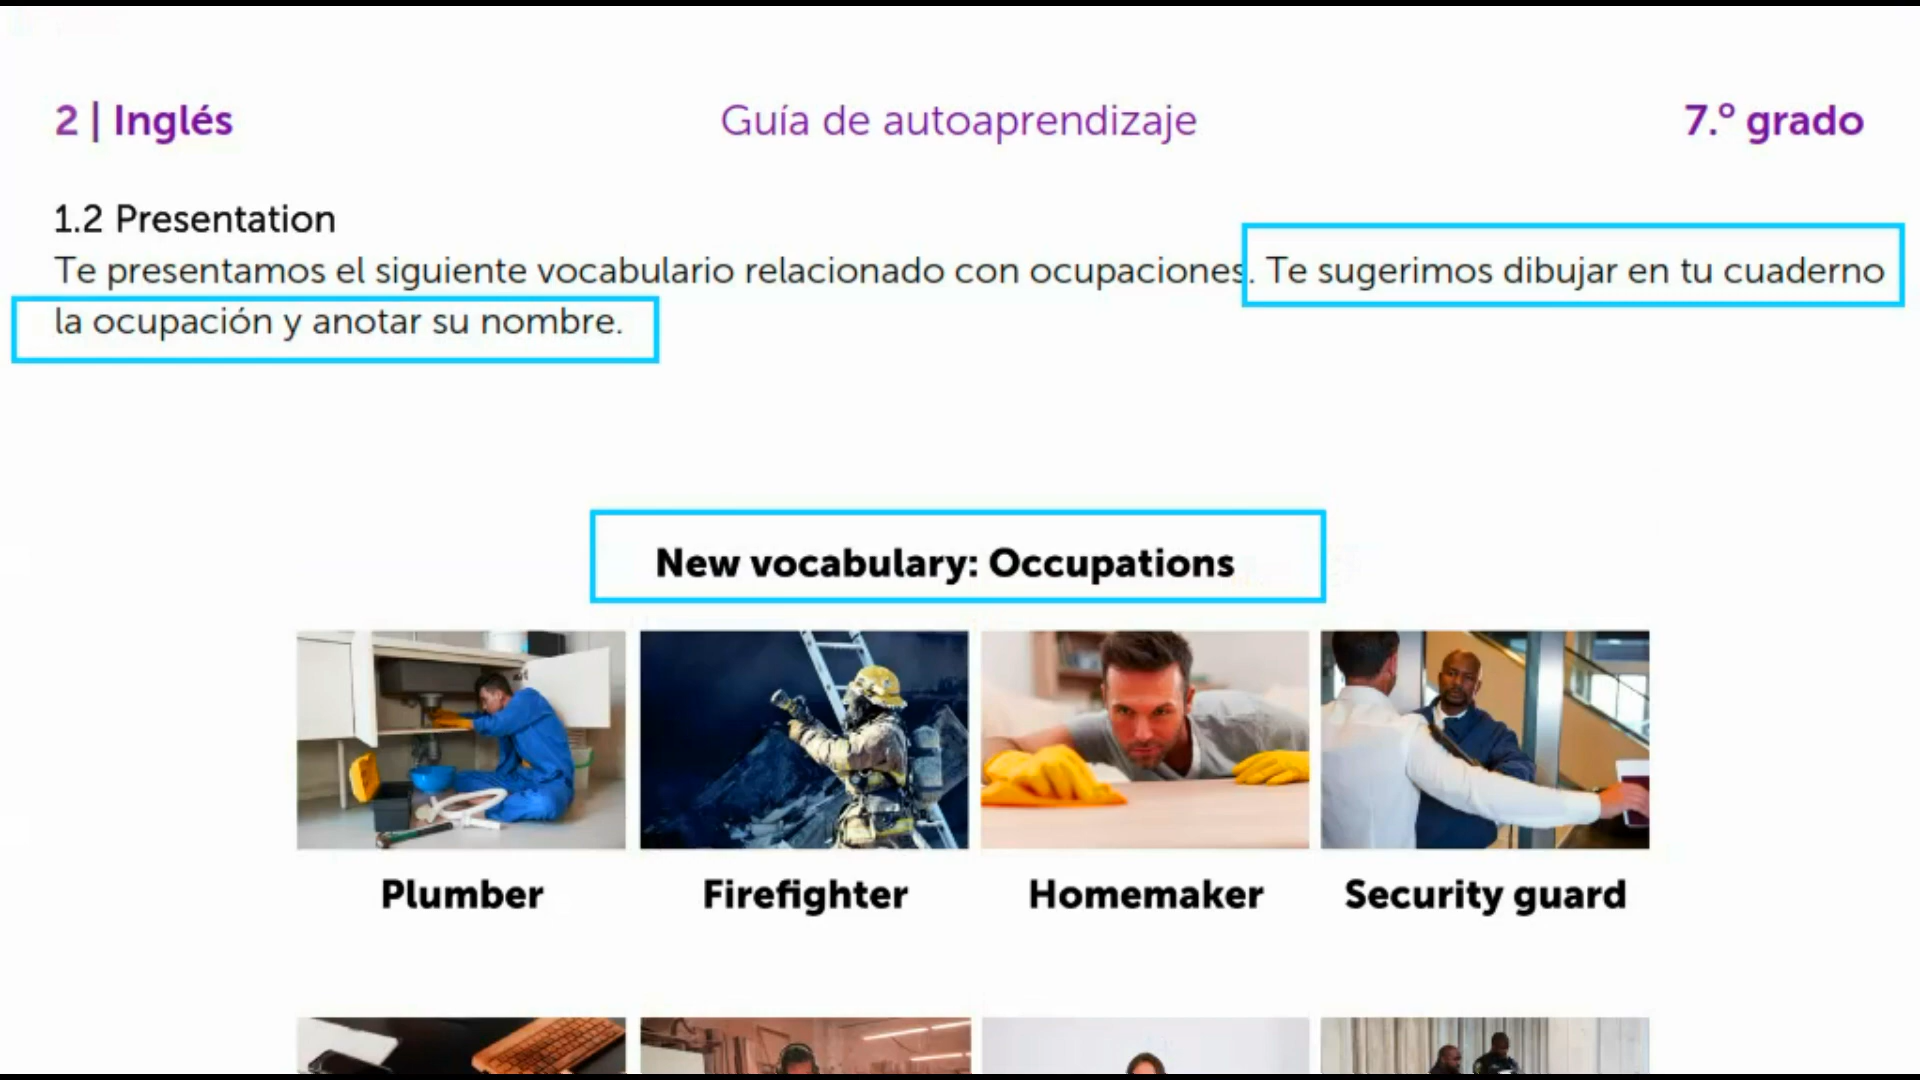 2 | Inglés
Guía de autoaprendizaje
7.º grado
1.2 Presentation
Te presentamos el siguiente vocabulario relacionado con ocupaciones. Te sugerimos dibujar en tu cuaderno
la ocupación y anotar su nombre.
New vocabulary: Occupations
Plumber
Firefighter
Homemaker
Security guard